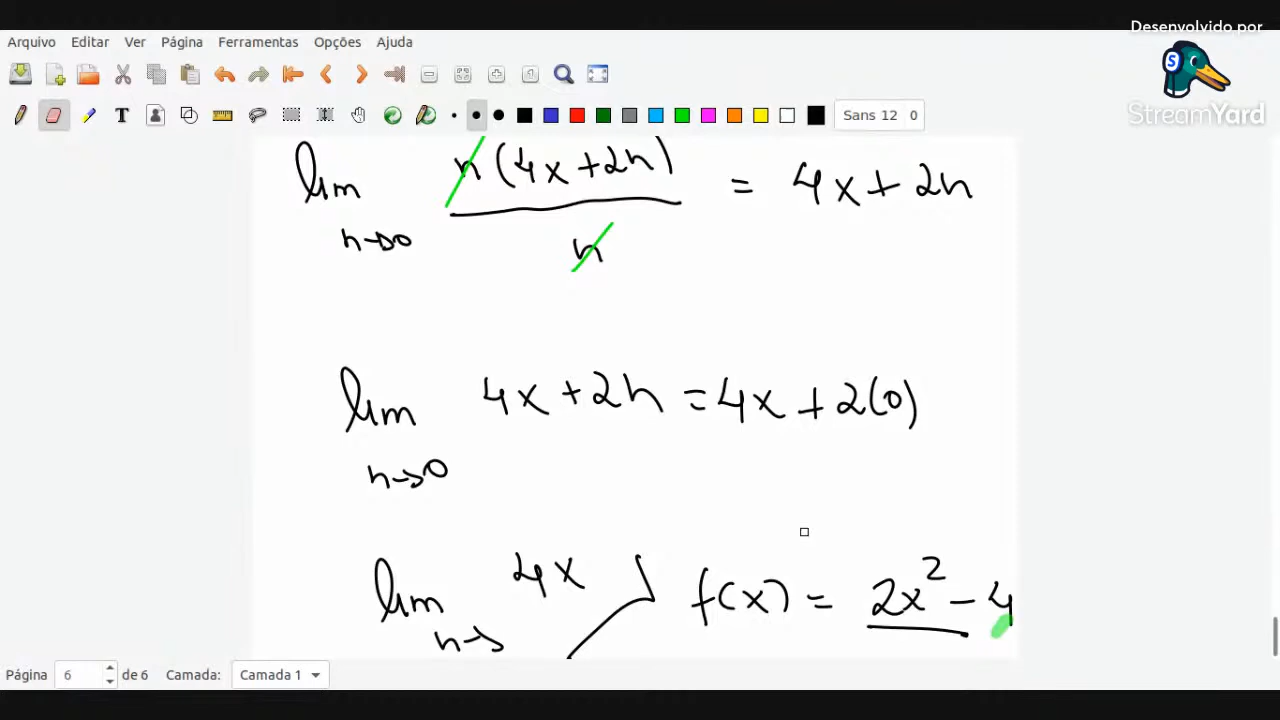 Desenvolvido por
StreamYard
Arquivo Editar Ver Página Ferramentas Opções Ajuda
Sans 12 0
lim h→0 h(4x+2h) / h = 4x+2h
lim h→0 4x+2h = 4x+2(0)
lim h→ 4x f(x) = 2x² - 4
Página 6 de 6 Camada: Camada 1